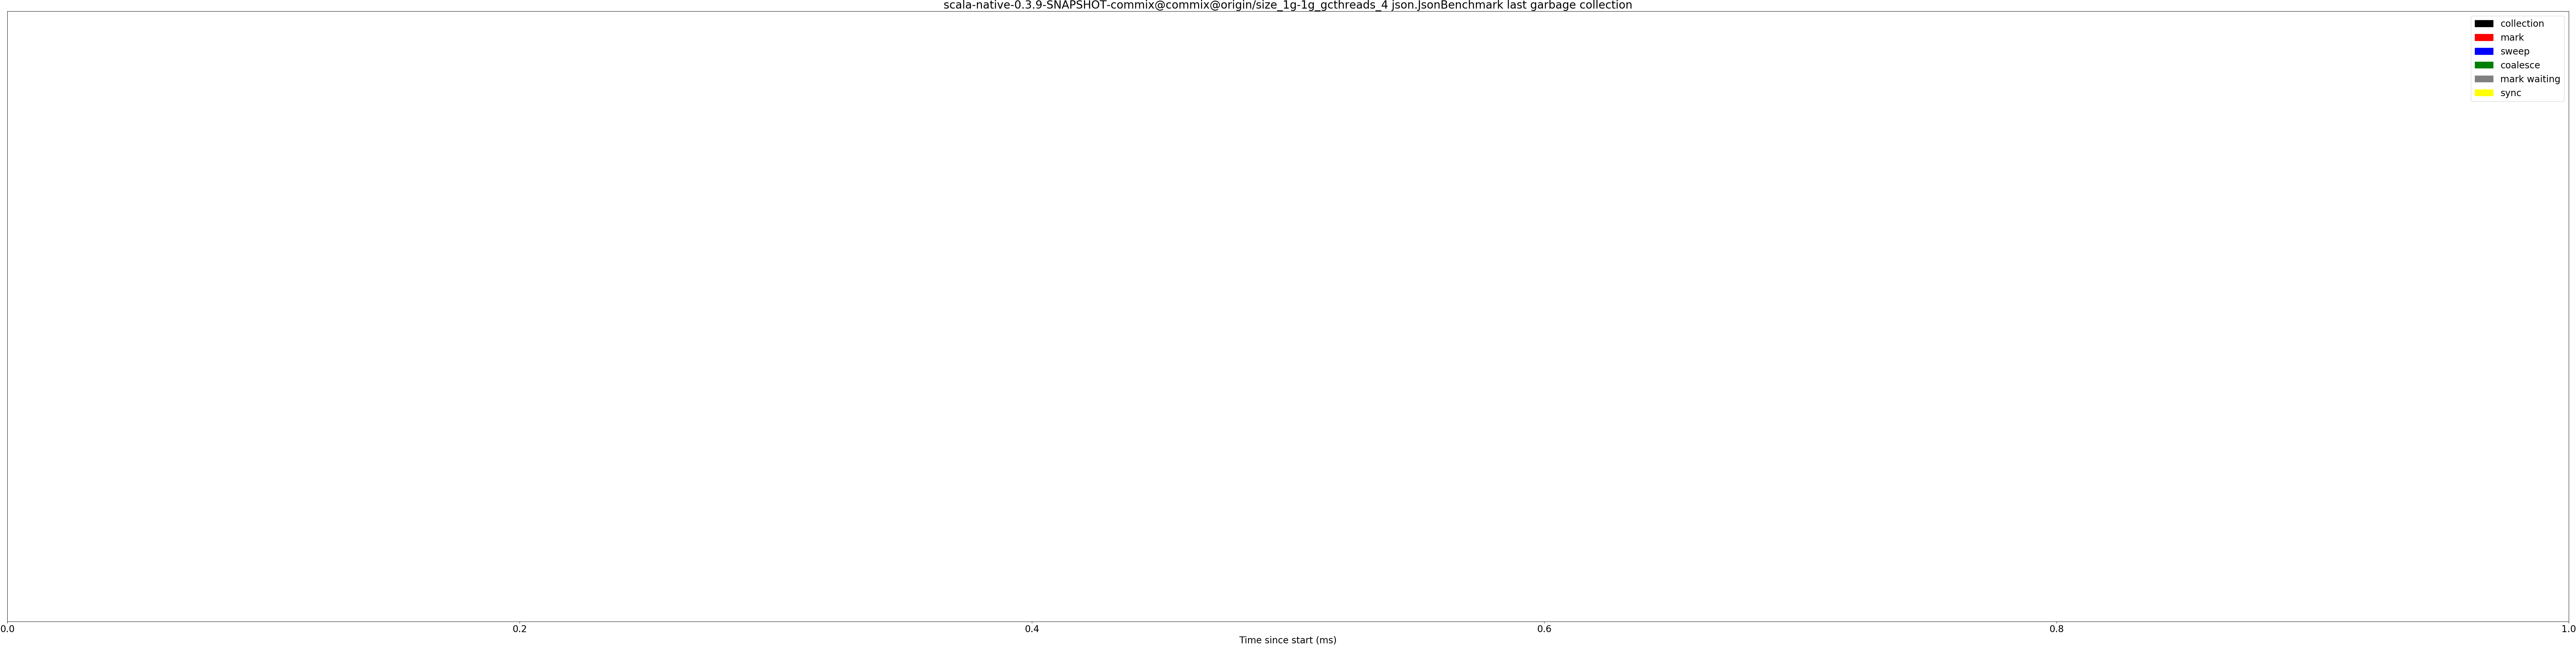 scala-native-0.3.9-SNAPSHOT-commix@commix@origin/size_1g-1g_gcthreads_4 json.JsonBenchmark last garbage collection
collection
mark
sweep
coalesce
mark waiting
sync
0.0 0.2 0.4 0.6 0.8 1.0
Time since start (ms)